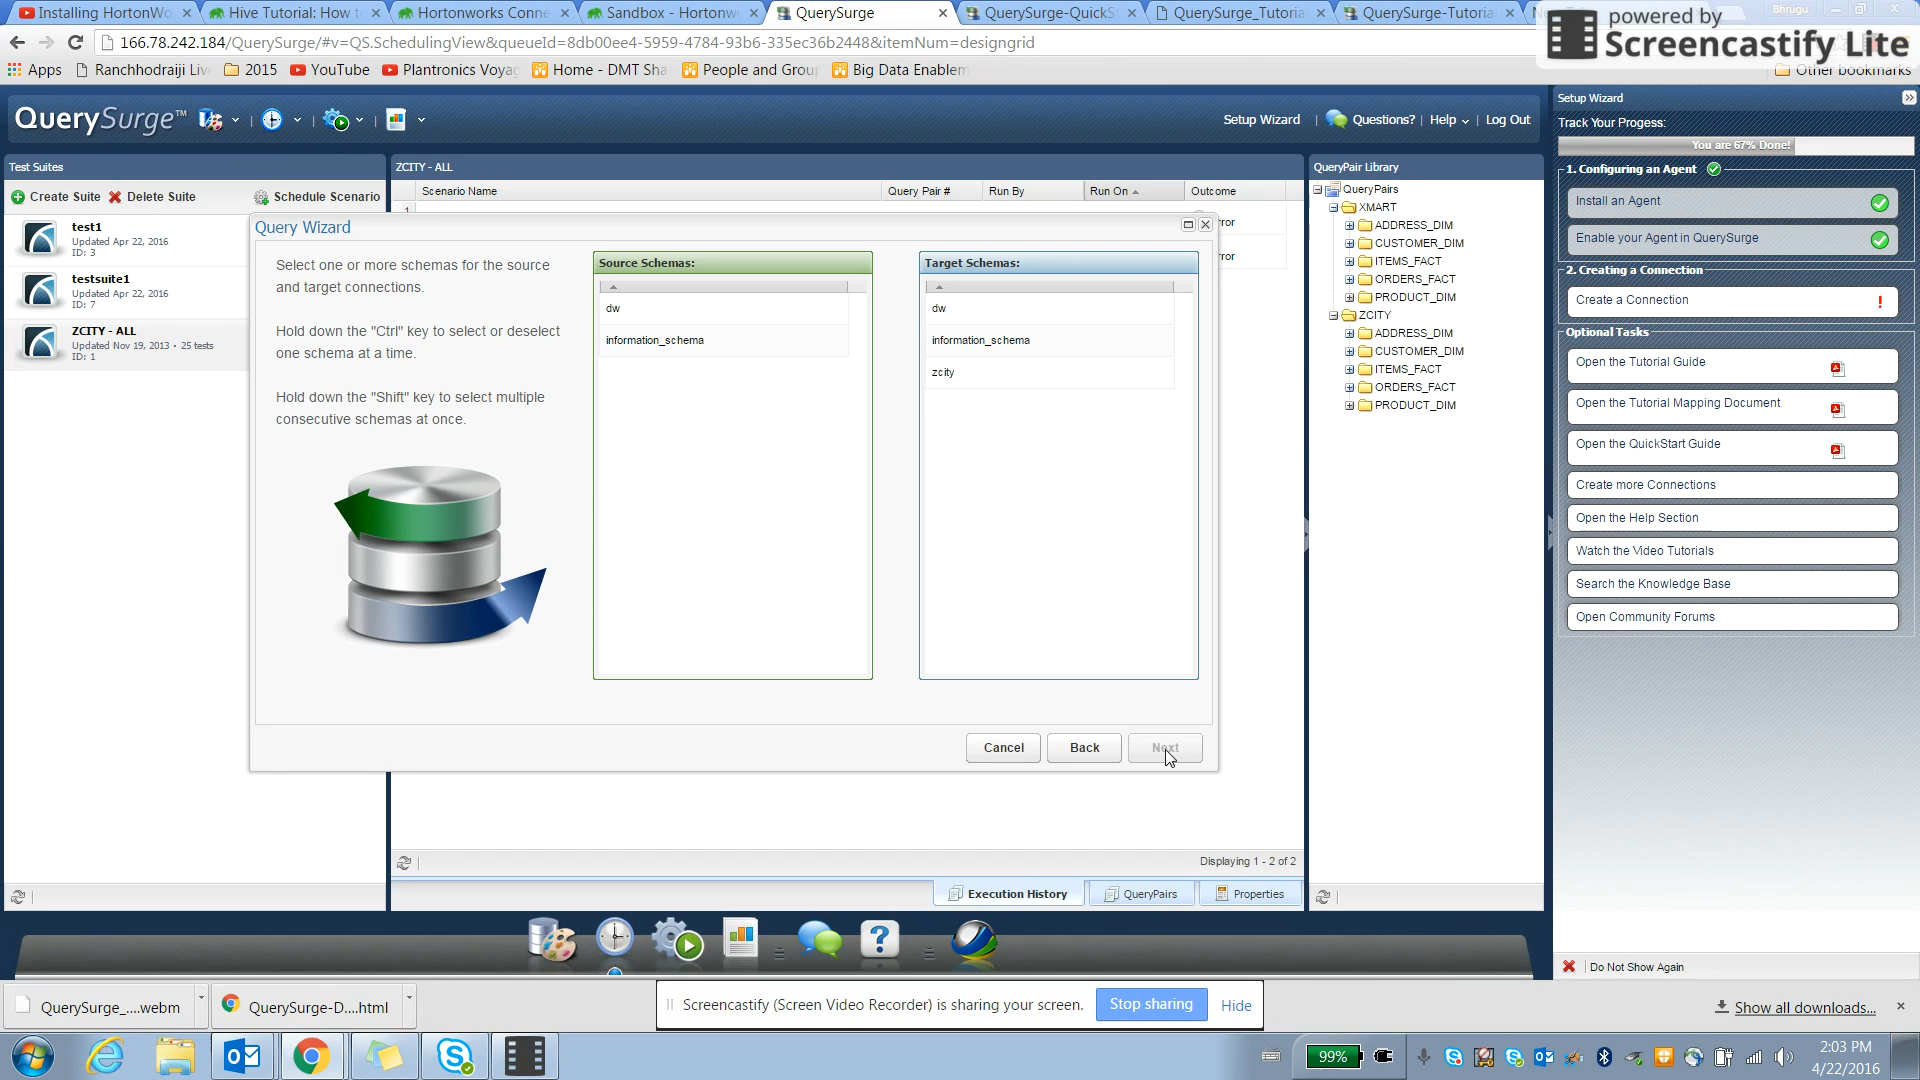 Installing HortonWo
Hive Tutorial: How t
Hortonworks Conne
Sandbox - Hortonw
QuerySurge
QuerySurge-QuickS
QuerySurge_Tutoria
QuerySurge-Tutoria
Bhrugu
powered by
Screencastify Lite
166.78.242.184/QuerySurge/#v=QS.SchedulingView&queueId=8db00ee4-5959-4784-93b6-335ec36b2448&itemNum=designgrid
Apps
Ranchhodraiji Liv
2015
YouTube
Plantronics Voyag
Home - DMT Sha
People and Grou
Big Data Enablem
Other bookmarks
QuerySurge™
Setup Wizard
Questions?
Help
Log Out
Test Suites
Create Suite
Delete Suite
Schedule Scenario
test1
Updated Apr 22, 2016
ID: 3
testsuite1
Updated Apr 22, 2016
ID: 7
ZCITY - ALL
Updated Nov 19, 2013 • 25 tests
ID: 1
ZCITY - ALL
Scenario Name
Query Pair #
Run By
Run On
Outcome
1
rror
rror
Query Wizard
Select one or more schemas for the source
and target connections.
Hold down the "Ctrl" key to select or deselect
one schema at a time.
Hold down the "Shift" key to select multiple
consecutive schemas at once.
Source Schemas:
dw
information_schema
Target Schemas:
dw
information_schema
zcity
Cancel
Back
Next
Displaying 1 - 2 of 2
Execution History
QueryPairs
Properties
QueryPair Library
QueryPairs
XMART
ADDRESS_DIM
CUSTOMER_DIM
ITEMS_FACT
ORDERS_FACT
PRODUCT_DIM
ZCITY
ADDRESS_DIM
CUSTOMER_DIM
ITEMS_FACT
ORDERS_FACT
PRODUCT_DIM
Setup Wizard
Track Your Progess:
You are 67% Done!
1. Configuring an Agent
Install an Agent
Enable your Agent in QuerySurge
2. Creating a Connection
Create a Connection
!
Optional Tasks
Open the Tutorial Guide
Open the Tutorial Mapping Document
Open the QuickStart Guide
Create more Connections
Open the Help Section
Watch the Video Tutorials
Search the Knowledge Base
Open Community Forums
Do Not Show Again
?
QuerySurge_....webm
QuerySurge-D....html
Screencastify (Screen Video Recorder) is sharing your screen.
Stop sharing
Hide
Show all downloads...
99%
2:03 PM
4/22/2016